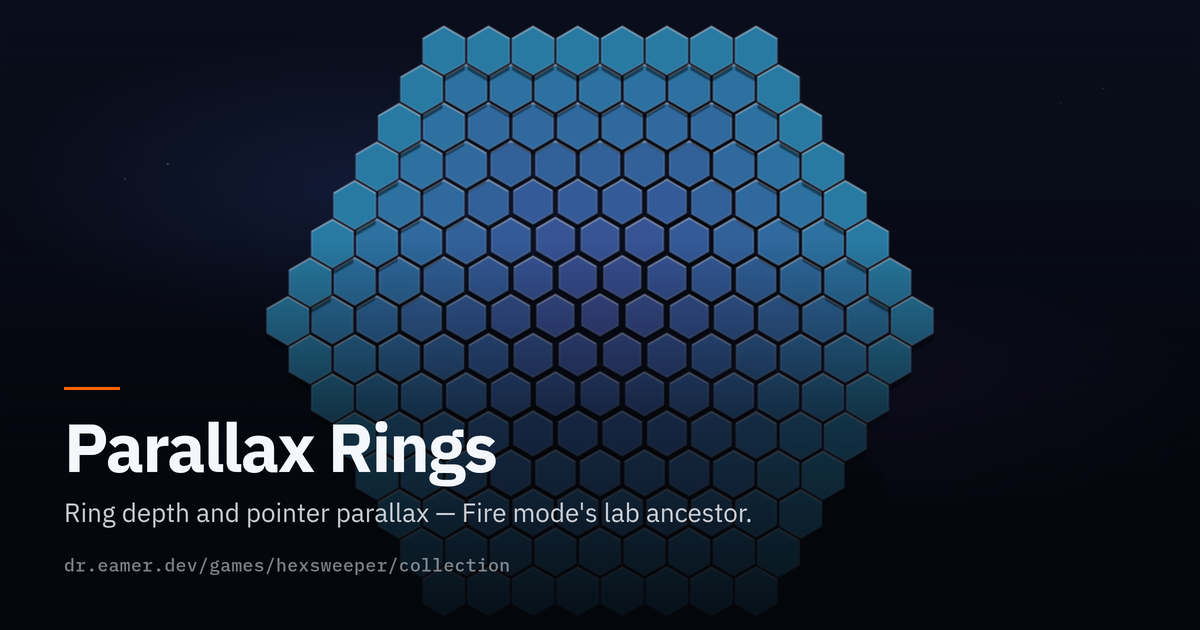 Parallax Rings
Ring depth and pointer parallax — Fire mode's lab ancestor.
dr.eamer.dev/games/hexsweeper/collection